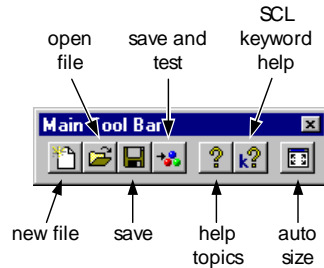 SCL
open
save and
keyword
file
test
help
Main Tool Bar
k?
new file
save
help
topics
auto
size